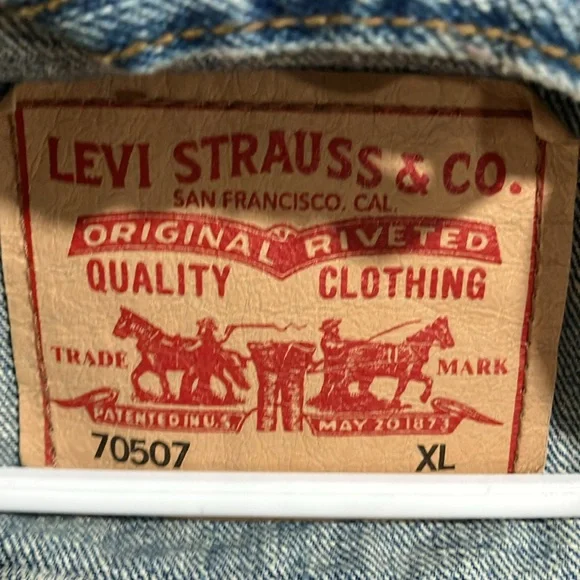 LEVI STRAUSS & CO.
SAN FRANCISCO, CAL.
ORIGINAL RIVETED
QUALITY CLOTHING
TRADE MARK
PATENTED IN U.S. MAY 20 1873
70507 XL